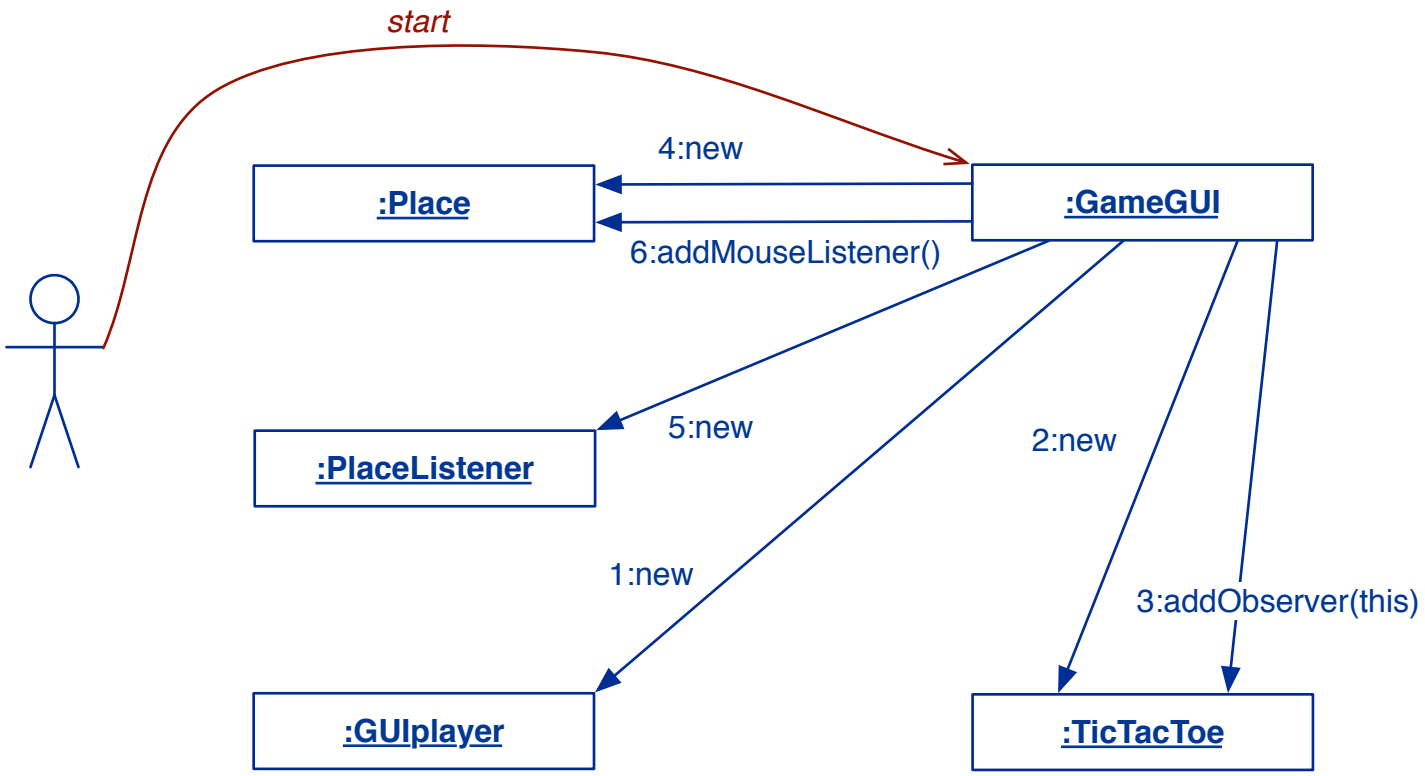 start
4:new
:Place
:GameGUI
6:addMouseListener()
5:new
2:new
:PlaceListener
1:new
3:addObserver(this)
:GUIplayer
:TicTacToe